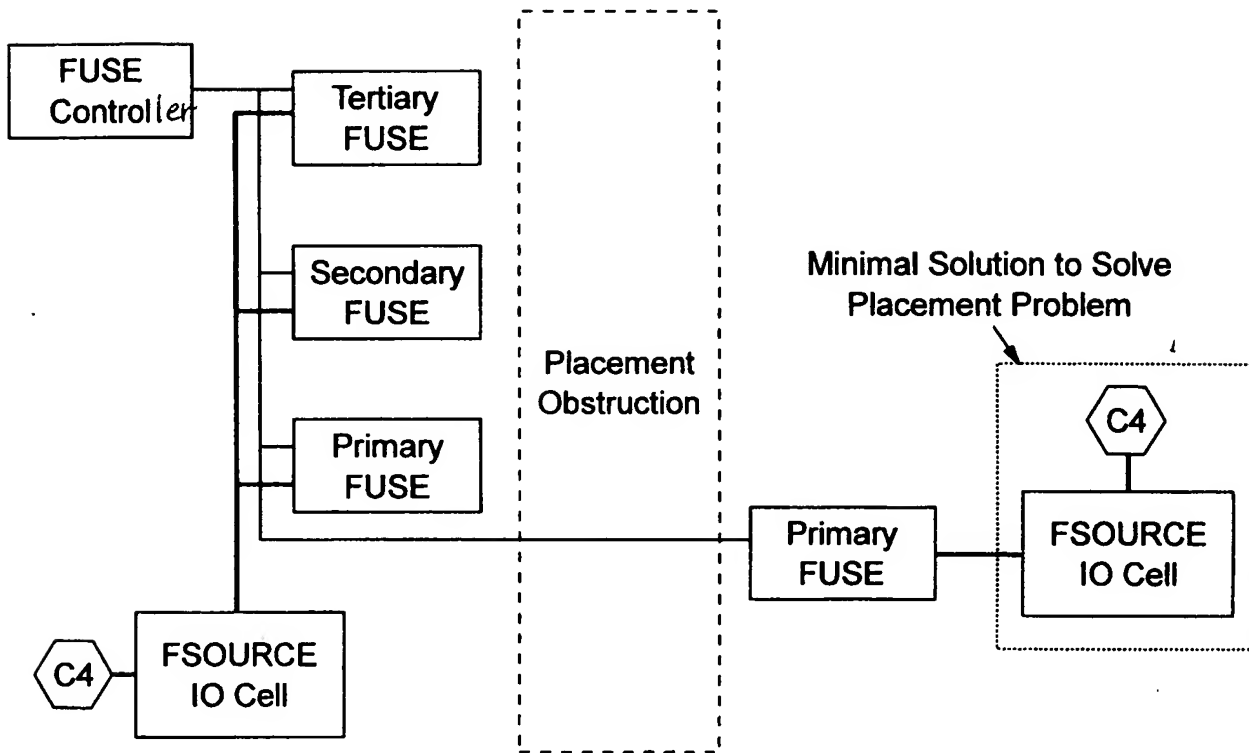 FUSE
Controller
Tertiary
FUSE
Secondary
FUSE
Primary
FUSE
Placement
Obstruction
Minimal Solution to Solve
Placement Problem
C4
FSOURCE
IO Cell
Primary
FUSE
C4
FSOURCE
IO Cell